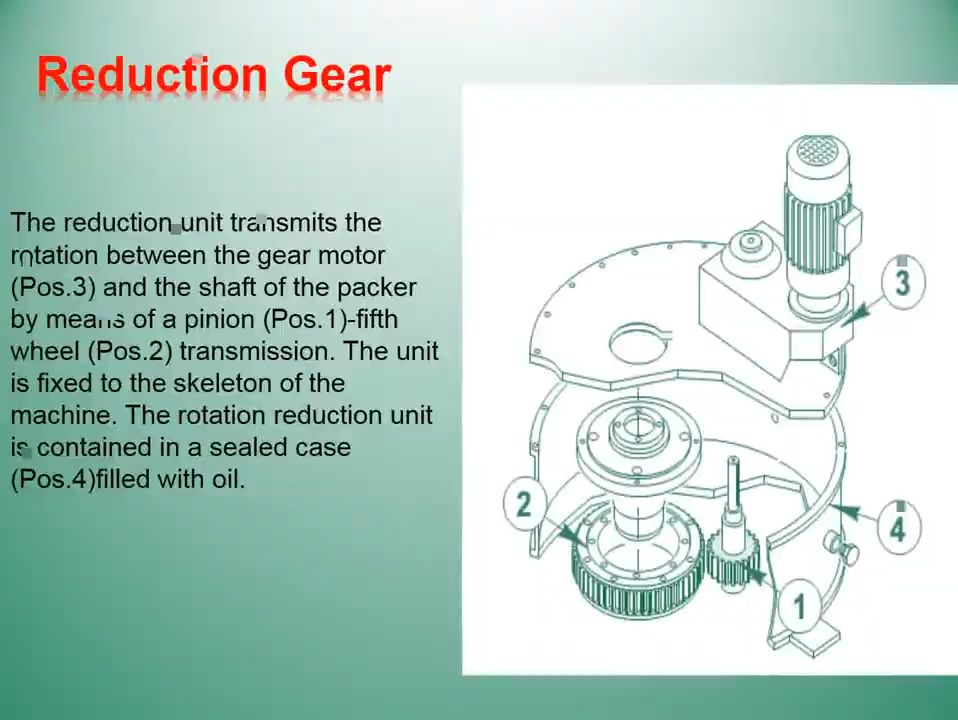 Reduction Gear
The reduction unit transmits the
rotation between the gear motor
(Pos.3) and the shaft of the packer
by means of a pinion (Pos.1)-fifth
wheel (Pos.2) transmission. The unit
is fixed to the skeleton of the
machine. The rotation reduction unit
is contained in a sealed case
(Pos.4)filled with oil.
3
2
4
1